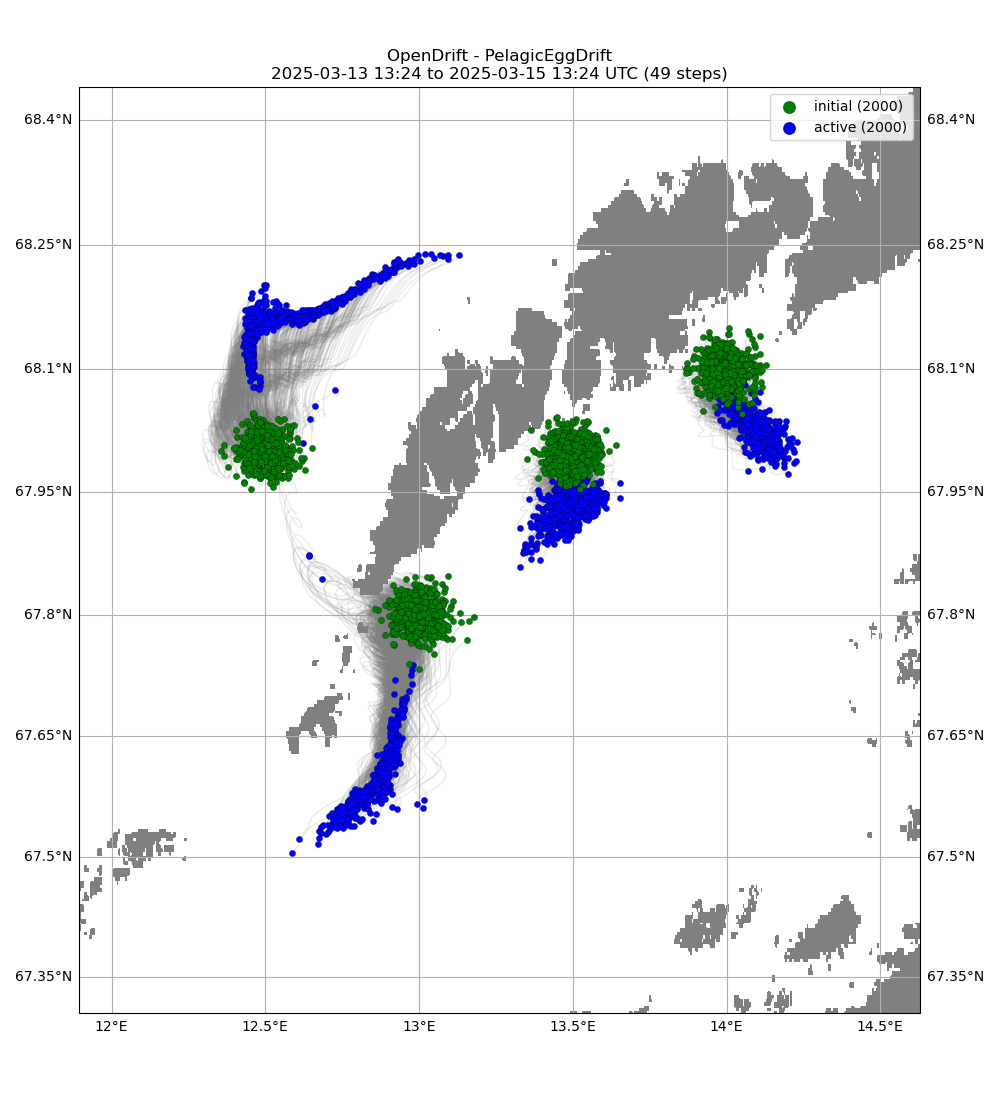 OpenDrift - PelagicEggDrift
2025-03-13 13:24 to 2025-03-15 13:24 UTC (49 steps)
initial (2000)
active (2000)
68.4°N
68.4°N
68.25°N
68.25°N
68.1°N
68.1°N
67.95°N
67.95°N
67.8°N
67.8°N
67.65°N
67.65°N
67.5°N
67.5°N
67.35°N
67.35°N
12°E
12.5°E
13°E
13.5°E
14°E
14.5°E